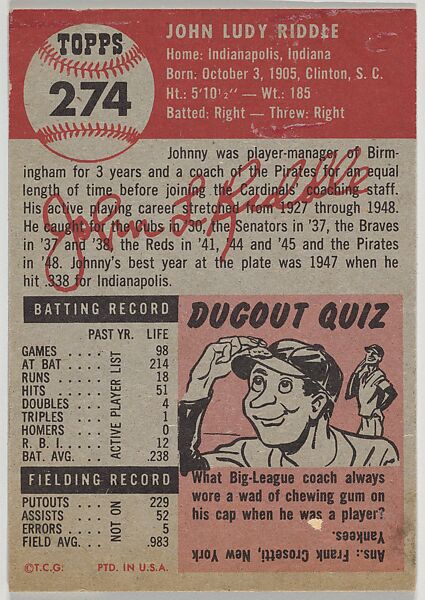 TOPPS
274
JOHN LUDY RIDDLE
Home: Indianapolis, Indiana
Born: October 3, 1905, Clinton, S. C.
Ht.: 5'10½" — Wt.: 185
Batted: Right — Threw: Right
Johnny was player-manager of Birm-
ingham for 3 years and a coach of the Pirates for an equal
length of time before joining the Cardinals' coaching staff.
His active playing career stretched from 1927 through 1948.
He caught for the Cubs in '30, the Senators in '37, the Braves
in '37 and '38, the Reds in '41, '44 and '45 and the Pirates
in '48. Johnny's best year at the plate was 1947 when he
hit .338 for Indianapolis.
John L. Riddle
BATTING RECORD
PAST YR. LIFE
GAMES . . . . 98
AT BAT . . . . 214
RUNS . . . . 18
HITS . . . . 51
DOUBLES . . 4
TRIPLES . . . 1
HOMERS . . 0
R. B. I. . . . . 12
BAT. AVG. . . .238
FIELDING RECORD
PUTOUTS . . 229
ASSISTS . . . 52
ERRORS . . . 5
FIELD AVG. . . .983
NOT ON ACTIVE PLAYER LIST
©T.C.G. PTD. IN U.S.A.
DUGOUT QUIZ
What Big-League coach always
wore a wad of chewing gum on
his cap when he was a player?
Ans.: Frank Crosetti, New York
Yankees.